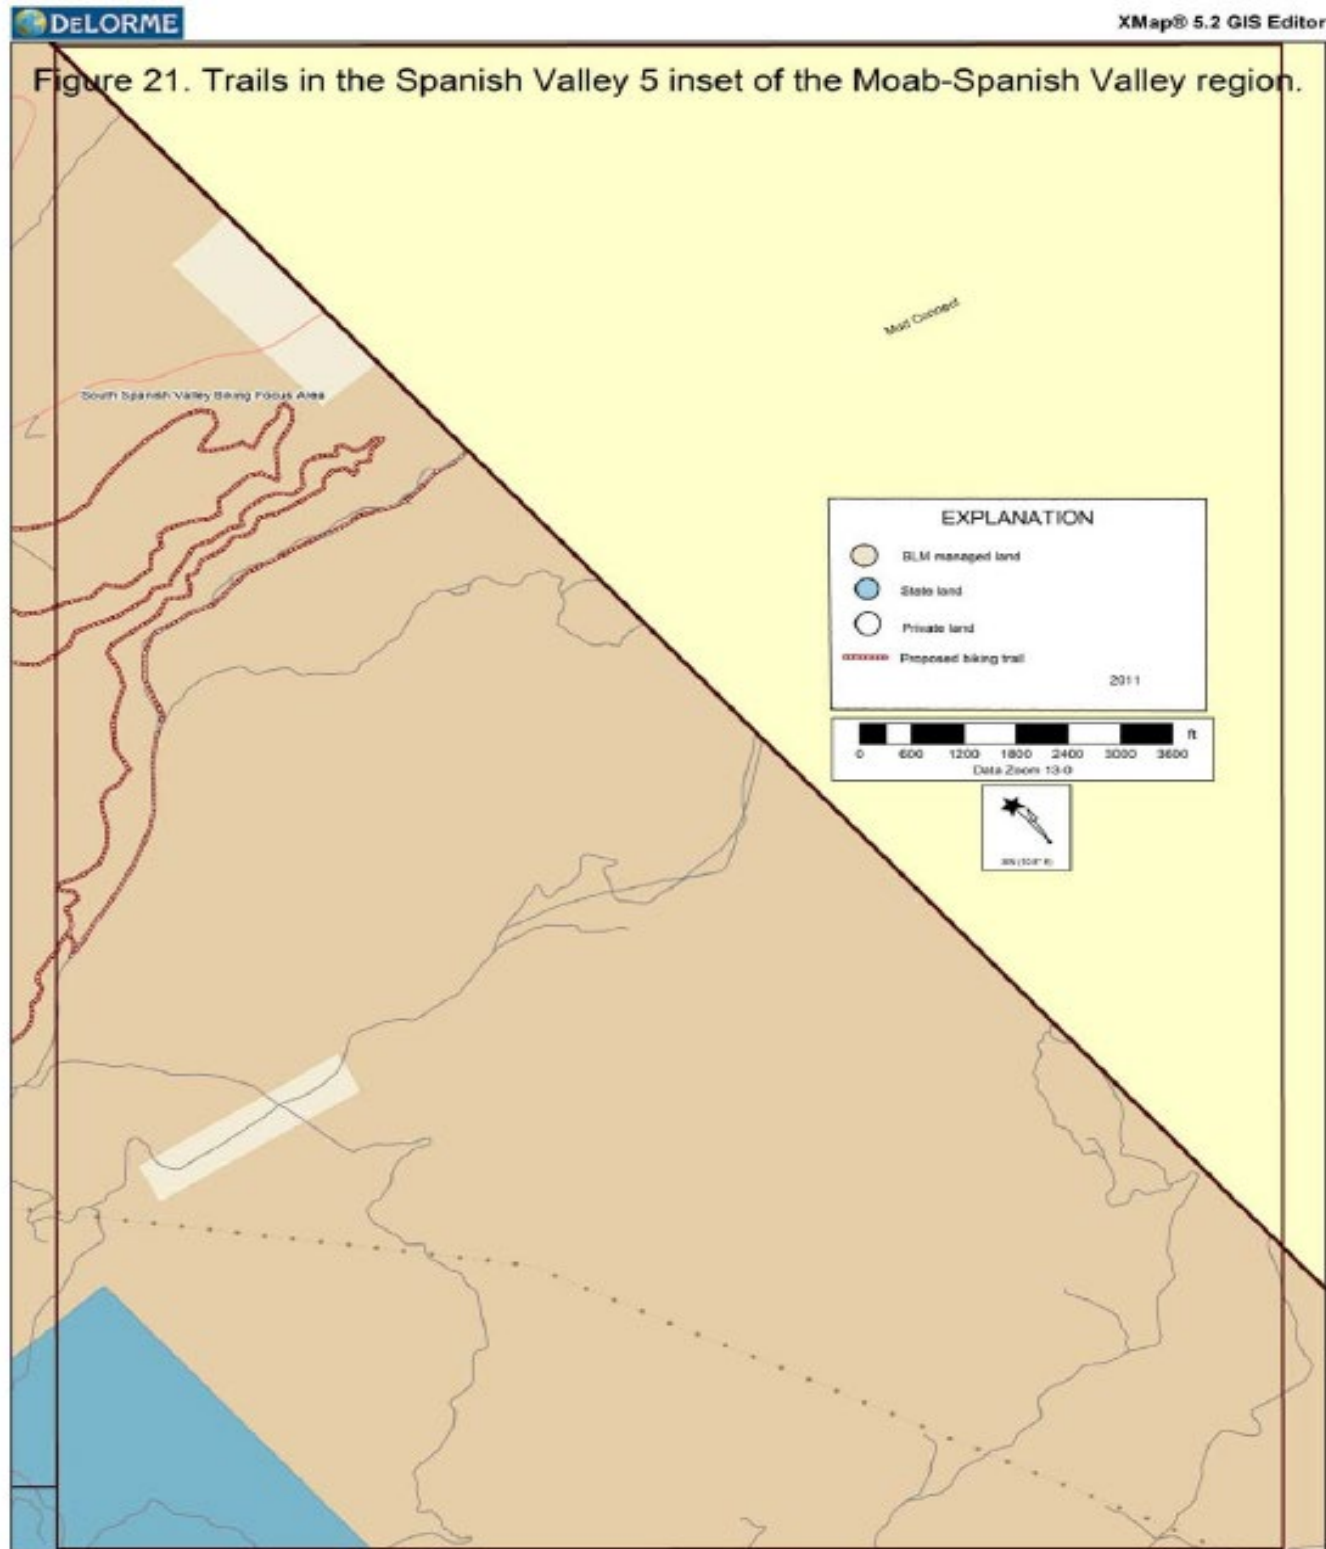 DELORME
XMap® 5.2 GIS Editor
Figure 21. Trails in the Spanish Valley 5 inset of the Moab-Spanish Valley region.
Mud Connect
South Spanish Valley Biking Focus Area
EXPLANATION
BLM managed land
State land
Private land
Proposed biking trail
2011
ft
0 600 1200 1800 2400 3000 3600
Data Zoom 13-0